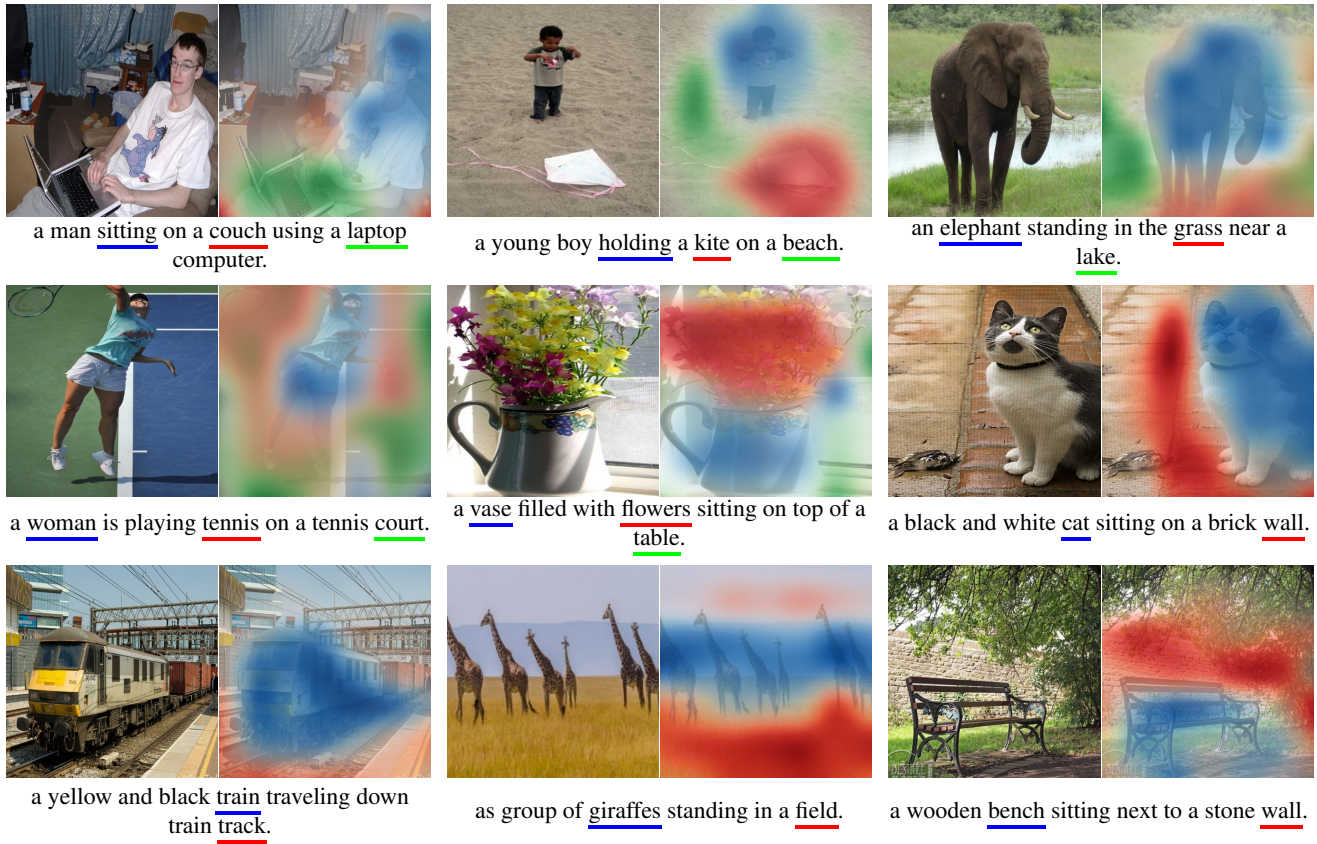 a man sitting on a couch using a laptop
computer.
a young boy holding a kite on a beach.
an elephant standing in the grass near a
lake.
a woman is playing tennis on a tennis court.
a vase filled with flowers sitting on top of a
table.
a black and white cat sitting on a brick wall.
a yellow and black train traveling down
train track.
as group of giraffes standing in a field.
a wooden bench sitting next to a stone wall.